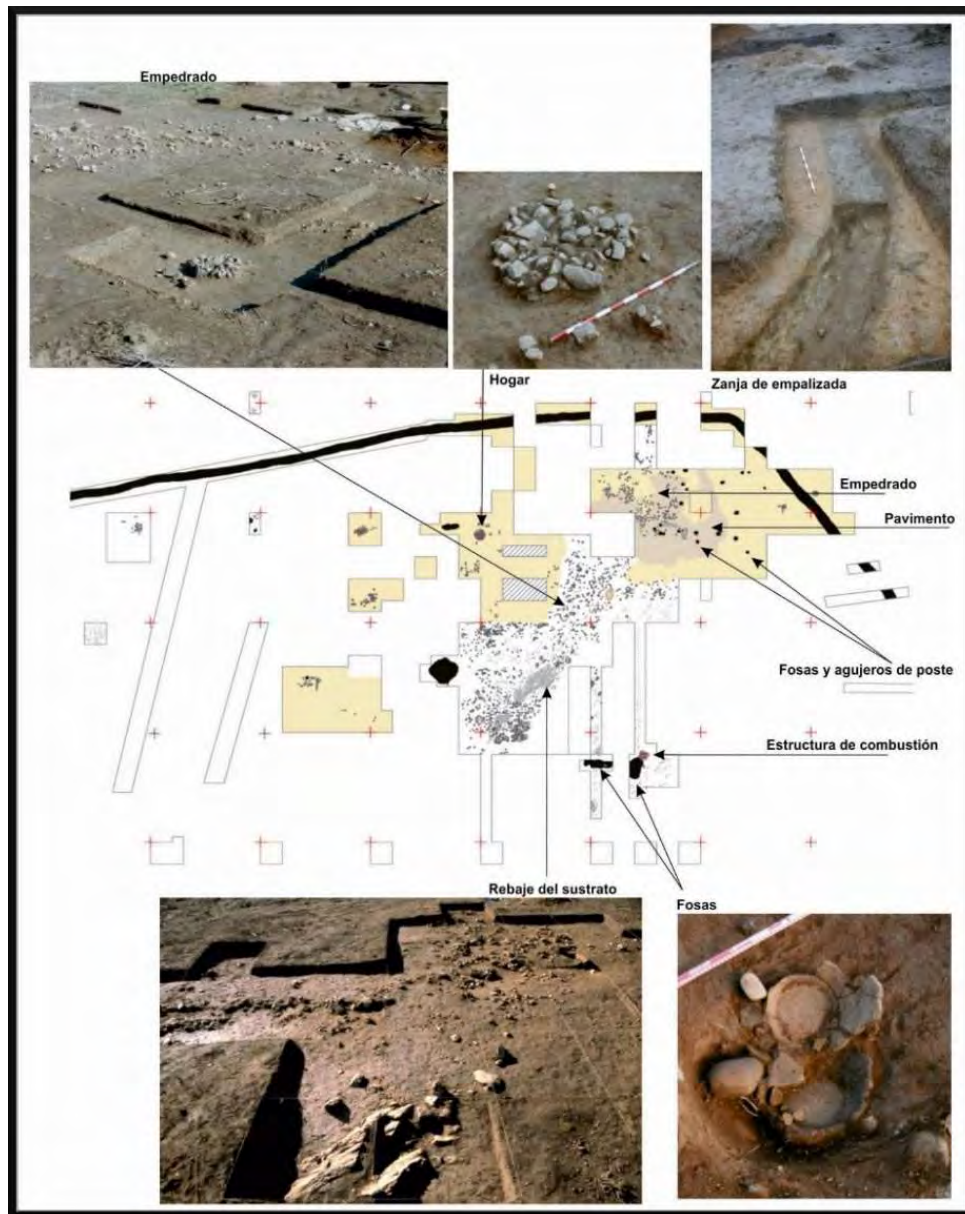 Empedrado
Hogar
Zanja de empalizada
Empedrado
Pavimento
Fosas y agujeros de poste
Estructura de combustión
Rebaje del sustrato
Fosas